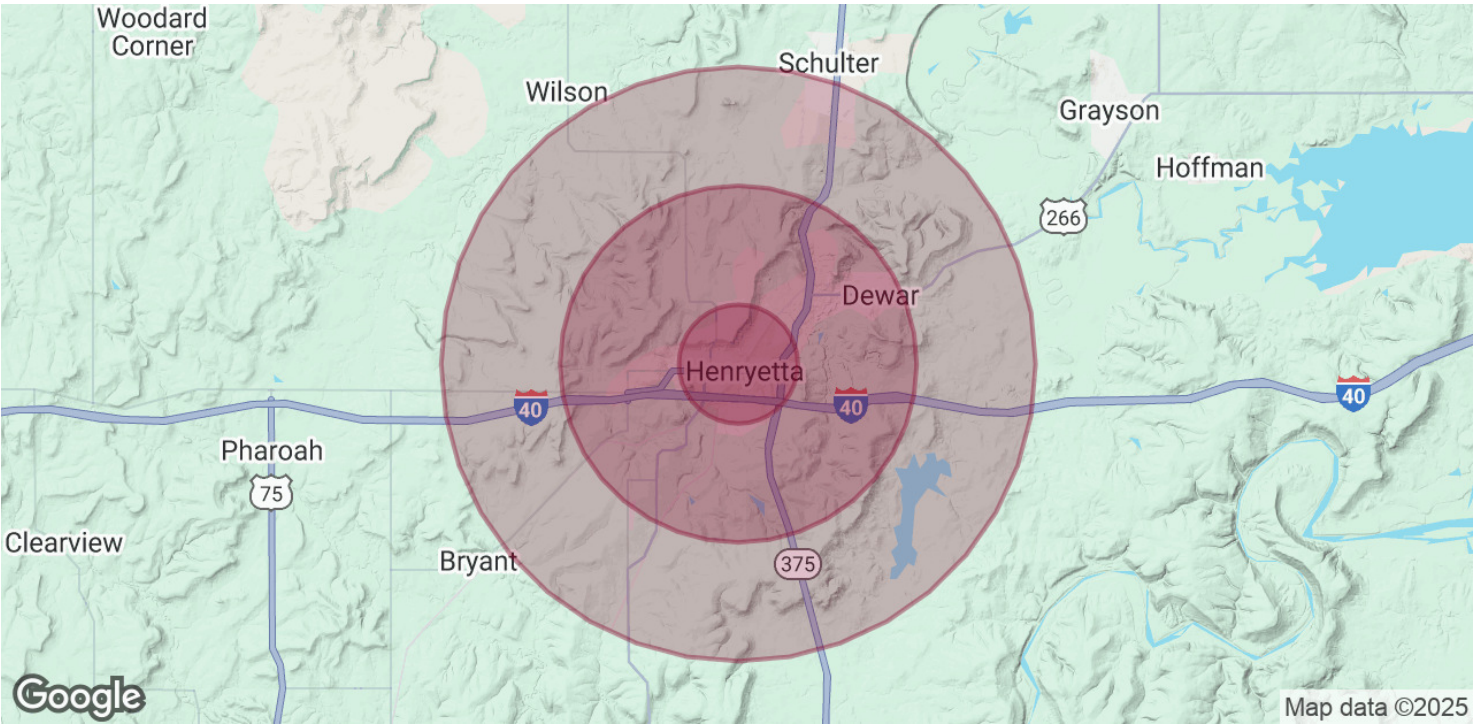 Woodard
Corner
Schulter
Wilson
Grayson
Hoffman
266
Dewar
Henryetta
40
40
40
Pharoah
75
Clearview
Bryant
375
Google
Map data ©2025